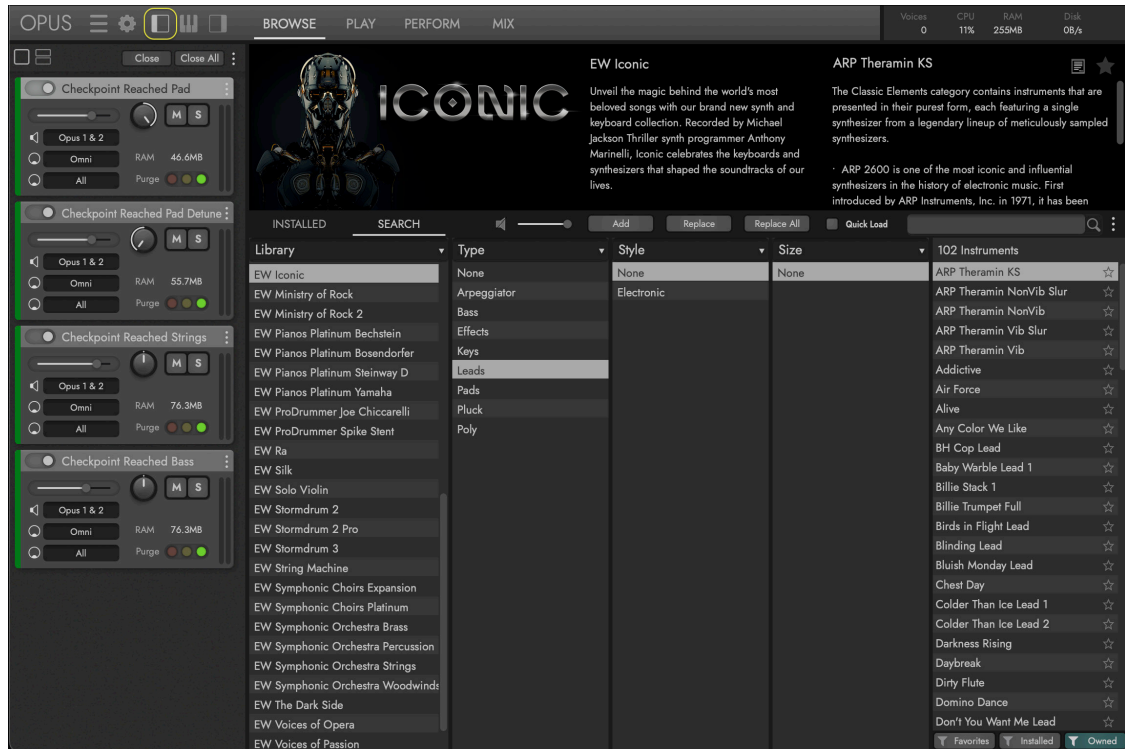 OPUS
BROWSE PLAY PERFORM MIX
Voices CPU RAM Disk
0 11% 255MB 0B/s
Close Close All
Checkpoint Reached Pad
M S
Opus 1 & 2
Omni RAM 46.6MB
All Purge
Checkpoint Reached Pad Detune
M S
Opus 1 & 2
Omni RAM 55.7MB
All Purge
Checkpoint Reached Strings
M S
Opus 1 & 2
Omni RAM 76.3MB
All Purge
Checkpoint Reached Bass
M S
Opus 1 & 2
Omni RAM 76.3MB
All Purge
ICONIC
EW Iconic
Unveil the magic behind the world's most
beloved songs with our brand new synth and
keyboard collection. Recorded by Michael
Jackson Thriller synth programmer Anthony
Marinelli, Iconic celebrates the keyboards and
synthesizers that shaped the soundtracks of our
lives.
ARP Theramin KS
The Classic Elements category contains instruments that are
presented in their purest form, each featuring a single
synthesizer from a legendary lineup of meticulously sampled
synthesizers.
· ARP 2600 is one of the most iconic and influential
synthesizers in the history of electronic music. First
introduced by ARP Instruments, Inc. in 1971, it has been
INSTALLED SEARCH
Add Replace Replace All Quick Load
Library
EW Iconic
EW Ministry of Rock
EW Ministry of Rock 2
EW Pianos Platinum Bechstein
EW Pianos Platinum Bosendorfer
EW Pianos Platinum Steinway D
EW Pianos Platinum Yamaha
EW ProDrummer Joe Chiccarelli
EW ProDrummer Spike Stent
EW Ra
EW Silk
EW Solo Violin
EW Stormdrum 2
EW Stormdrum 2 Pro
EW Stormdrum 3
EW String Machine
EW Symphonic Choirs Expansion
EW Symphonic Choirs Platinum
EW Symphonic Orchestra Brass
EW Symphonic Orchestra Percussion
EW Symphonic Orchestra Strings
EW Symphonic Orchestra Woodwinds
EW The Dark Side
EW Voices of Opera
EW Voices of Passion
Type
None
Arpeggiator
Bass
Effects
Keys
Leads
Pads
Pluck
Poly
Style
None
Electronic
Size
None
102 Instruments
ARP Theramin KS
ARP Theramin NonVib Slur
ARP Theramin NonVib
ARP Theramin Vib Slur
ARP Theramin Vib
Addictive
Air Force
Alive
Any Color We Like
BH Cop Lead
Baby Warble Lead 1
Billie Stack 1
Billie Trumpet Full
Birds in Flight Lead
Blinding Lead
Bluish Monday Lead
Chest Day
Colder Than Ice Lead 1
Colder Than Ice Lead 2
Darkness Rising
Daybreak
Dirty Flute
Domino Dance
Don't You Want Me Lead
Favorites Installed Owned